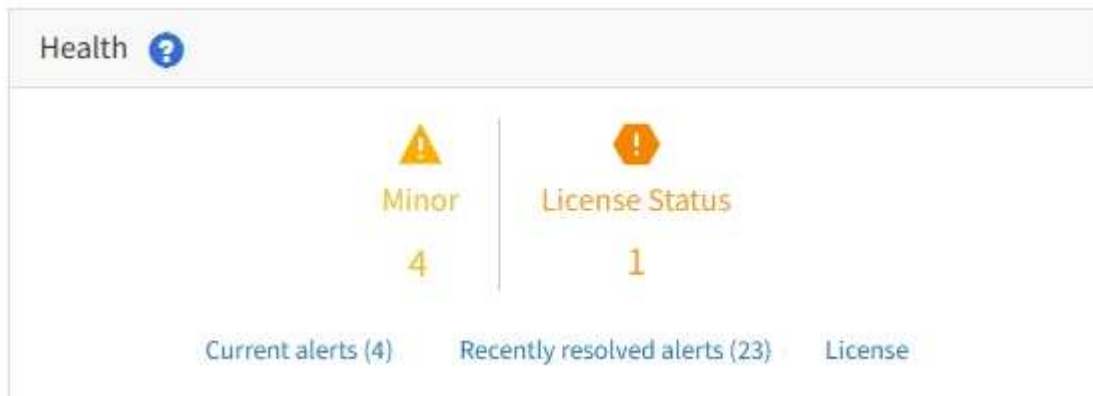 Health ?
Minor
License Status
4
1
Current alerts (4) Recently resolved alerts (23) License